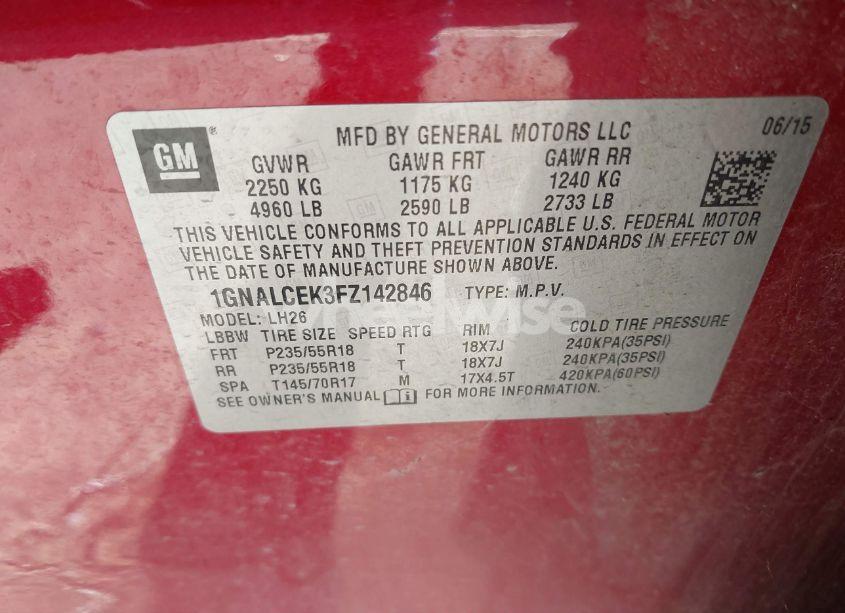 GM® MFD BY GENERAL MOTORS LLC 06/15
GVWR GAWR FRT GAWR RR
2250 KG 1175 KG 1240 KG
4960 LB 2590 LB 2733 LB
THIS VEHICLE CONFORMS TO ALL APPLICABLE U.S. FEDERAL MOTOR
VEHICLE SAFETY AND THEFT PREVENTION STANDARDS IN EFFECT ON
THE DATE OF MANUFACTURE SHOWN ABOVE.
1GNALCEK3FZ142846 TYPE: M.P.V.
MODEL: LH26
LBBW TIRE SIZE SPEED RTG RIM COLD TIRE PRESSURE
FRT P235/55R18 T 18X7J 240KPA(35PSI)
RR P235/55R18 T 18X7J 240KPA(35PSI)
SPA T145/70R17 M 17X4.5T 420KPA(60PSI)
SEE OWNER'S MANUAL FOR MORE INFORMATION.